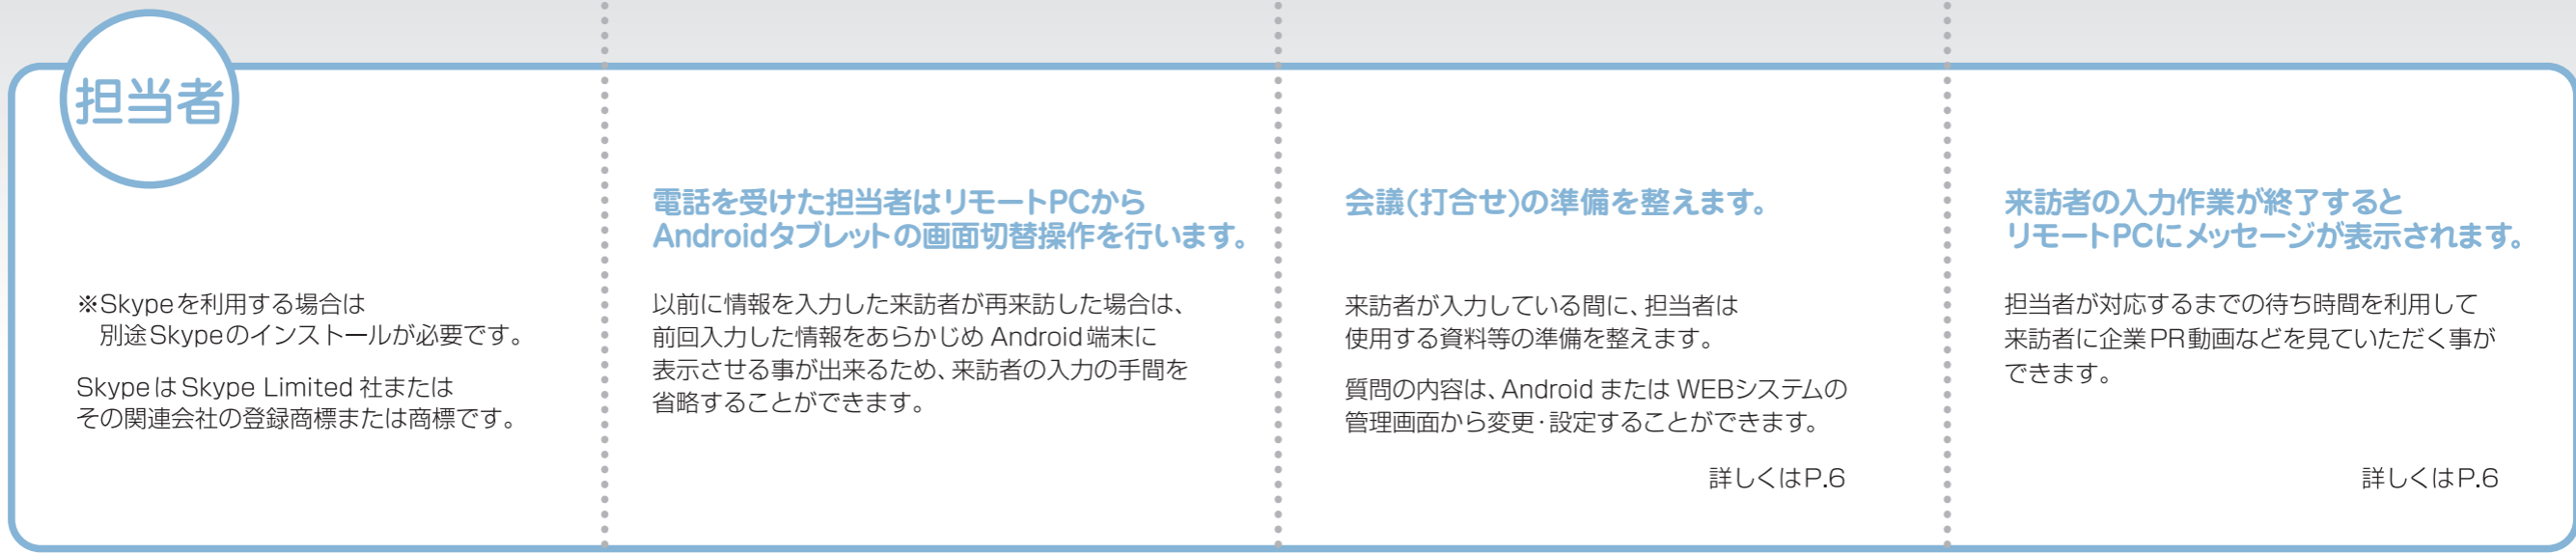 担当者
※Skypeを利用する場合は
別途Skypeのインストールが必要です。
SkypeはSkype Limited 社または
その関連会社の登録商標または商標です。
電話を受けた担当者はリモートPCから
Androidタブレットの画面切替操作を行います。
以前に情報を入力した来訪者が再来訪した場合は、
前回入力した情報をあらかじめ Android端末に
表示させる事が出来るため、来訪者の入力の手間を
省略することができます。
会議(打合せ)の準備を整えます。
来訪者が入力している間に、担当者は
使用する資料等の準備を整えます。
質問の内容は、Android または WEBシステムの
管理画面から変更・設定することができます。
詳しくはP.6
来訪者の入力作業が終了すると
リモートPCにメッセージが表示されます。
担当者が対応するまでの待ち時間を利用して
来訪者に企業PR動画などを見ていただく事が
できます。
詳しくはP.6